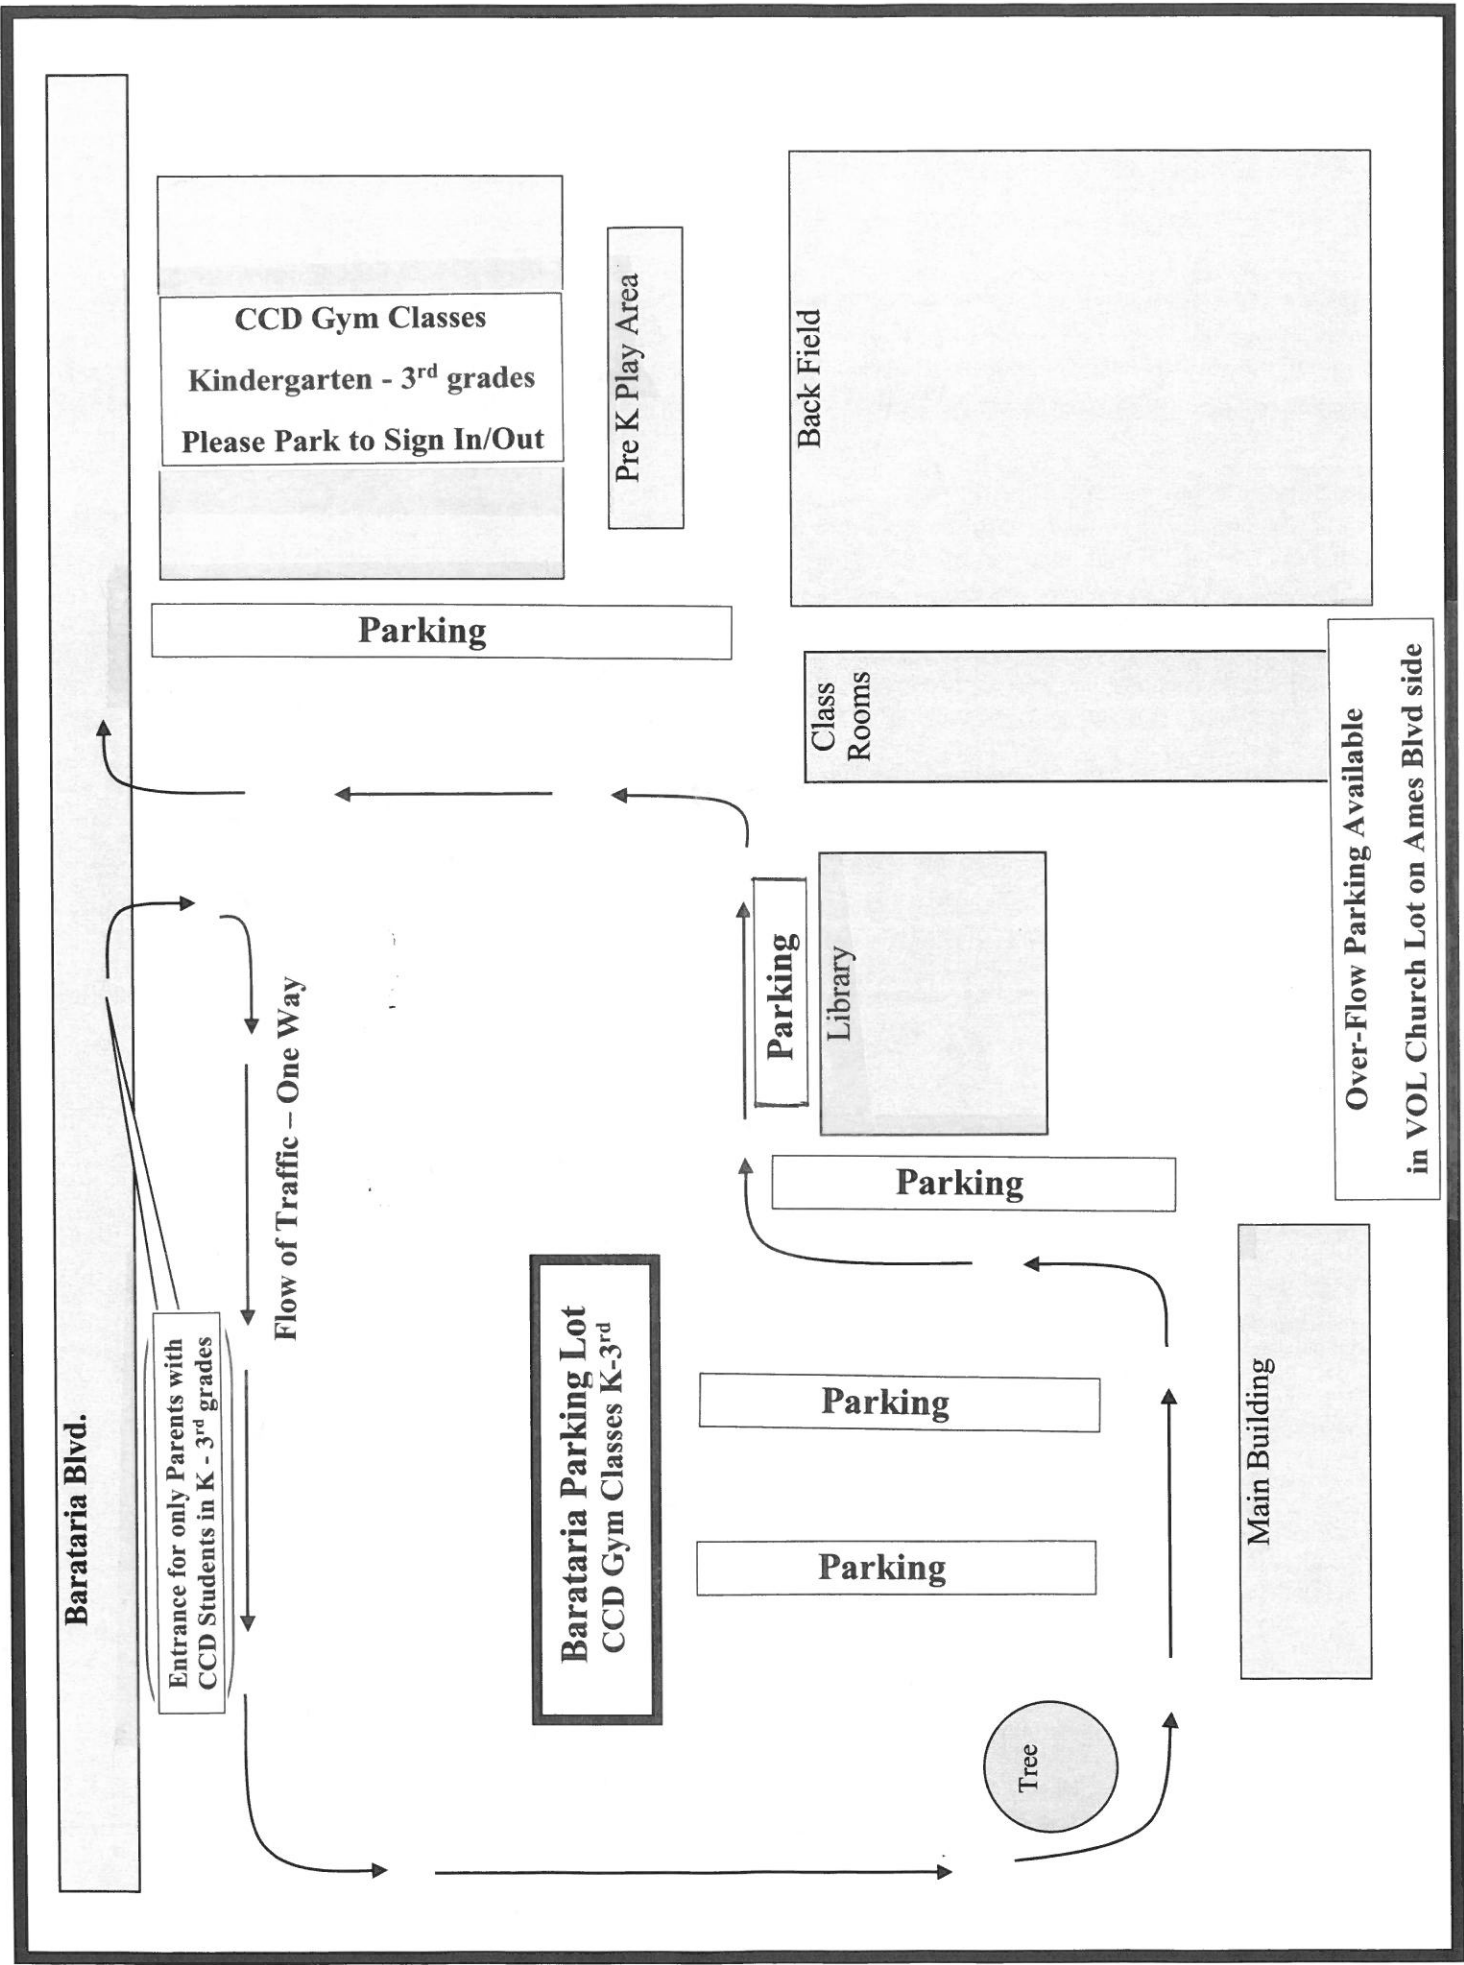 Barataria Blvd.
CCD Gym Classes
Kindergarten - 3rd grades
Please Park to Sign In/Out
Pre K Play Area
Back Field
Parking
Class
Rooms
Over-Flow Parking Available
in VOL Church Lot on Ames Blvd side
Flow of Traffic – One Way
Parking
Library
Parking
Entrance for only Parents with
CCD Students in K - 3rd grades
Barataria Parking Lot
CCD Gym Classes K-3rd
Parking
Parking
Main Building
Tree